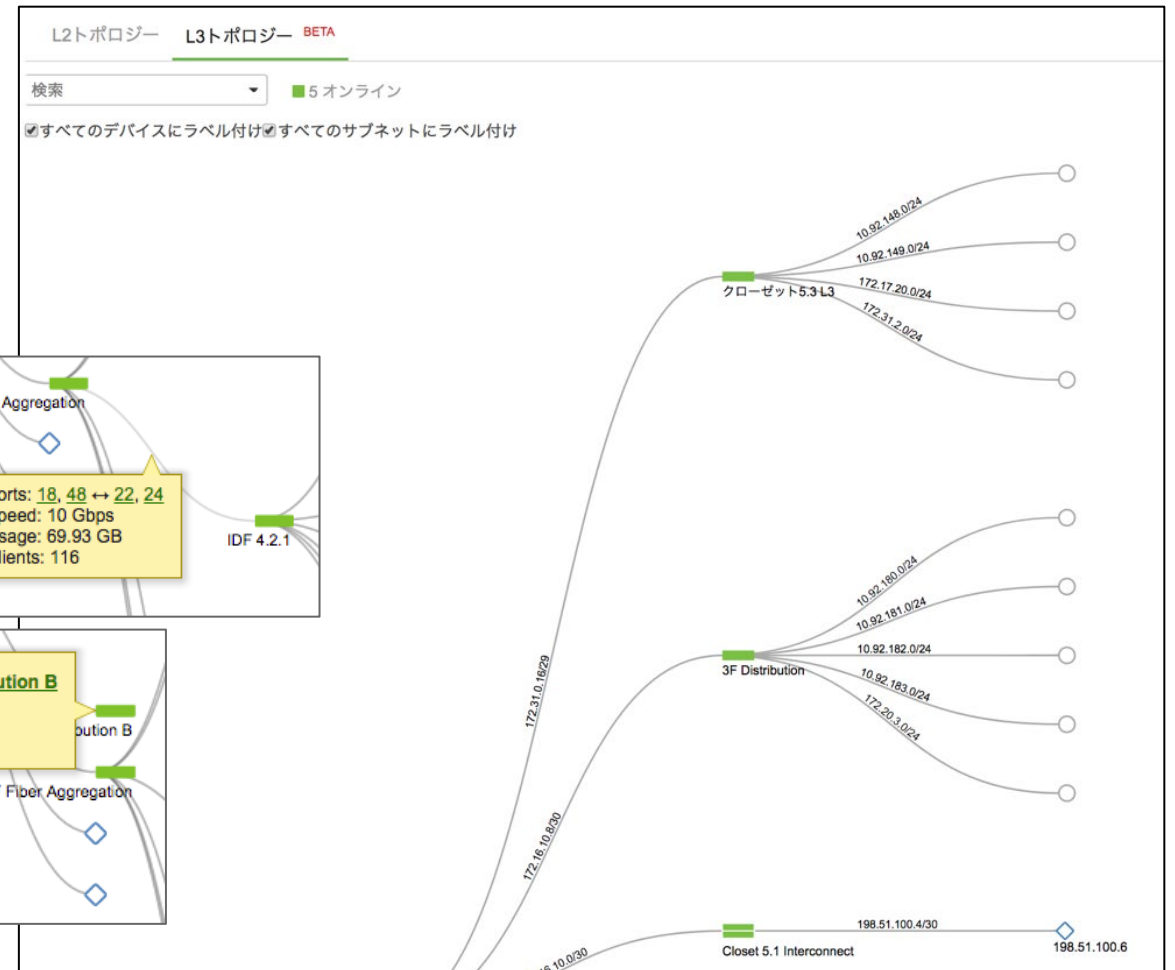 L2トポロジー L3トポロジー BETA
検索
5 オンライン
すべてのデバイスにラベル付け すべてのサブネットにラベル付け
10.92.148.0/24
10.92.149.0/24
172.17.20.0/24
172.31.2.0/24
クローゼット5.3 L3
Aggregation
orts: 18, 48 ↔ 22, 24
peed: 10 Gbps
sage: 69.93 GB
lients: 116
IDF 4.2.1
10.92.180.0/24
10.92.181.0/24
10.92.182.0/24
10.92.183.0/24
172.20.3.0/24
3F Distribution
172.31.0.16/29
172.16.10.8/30
ution B
bution B
Fiber Aggregation
198.51.100.4/30
Closet 5.1 Interconnect
198.51.100.6
16.10.0/30